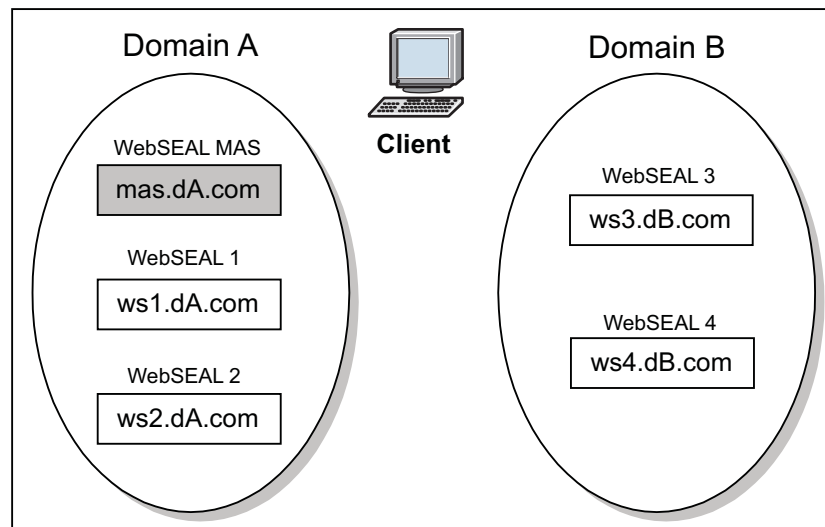 Domain A
Client
Domain B
WebSEAL MAS
mas.dA.com
WebSEAL 1
ws1.dA.com
WebSEAL 2
ws2.dA.com
WebSEAL 3
ws3.dB.com
WebSEAL 4
ws4.dB.com